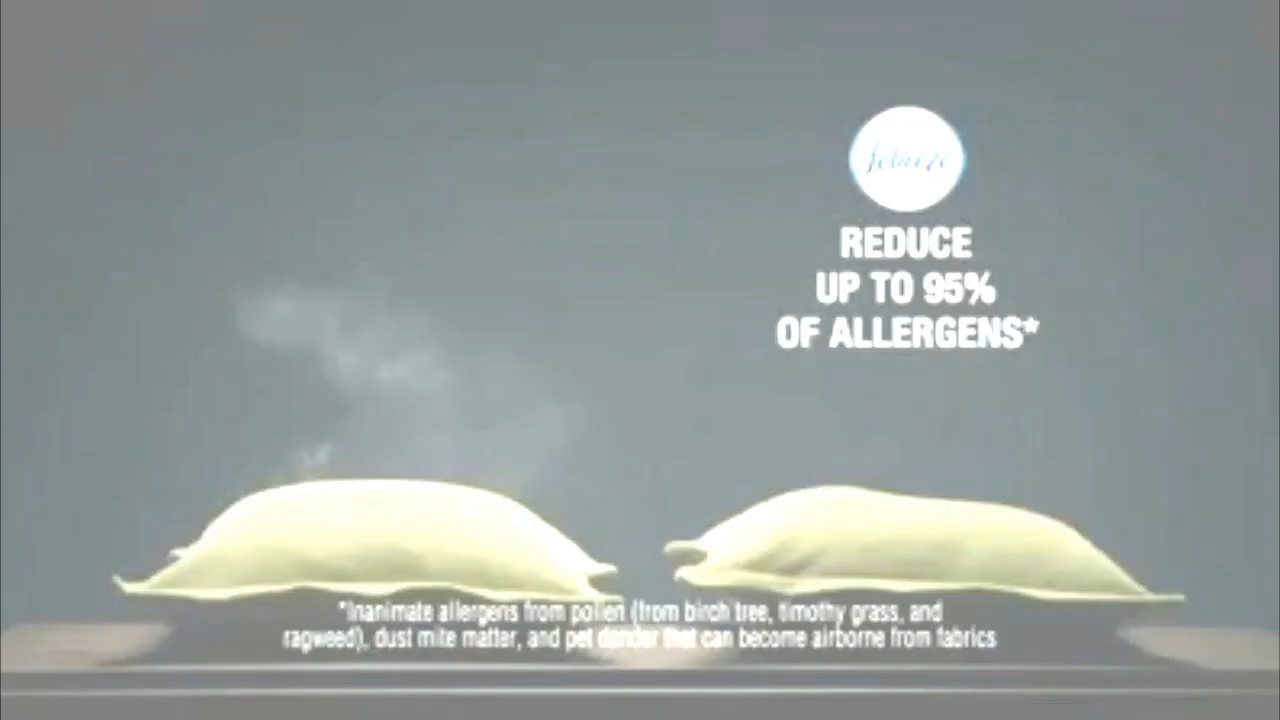 febreze
REDUCE
UP TO 95%
OF ALLERGENS*
*Inanimate allergens from pollen (from birch tree, timothy grass, and
ragweed), dust mite matter, and pet dander that can become airborne from fabrics